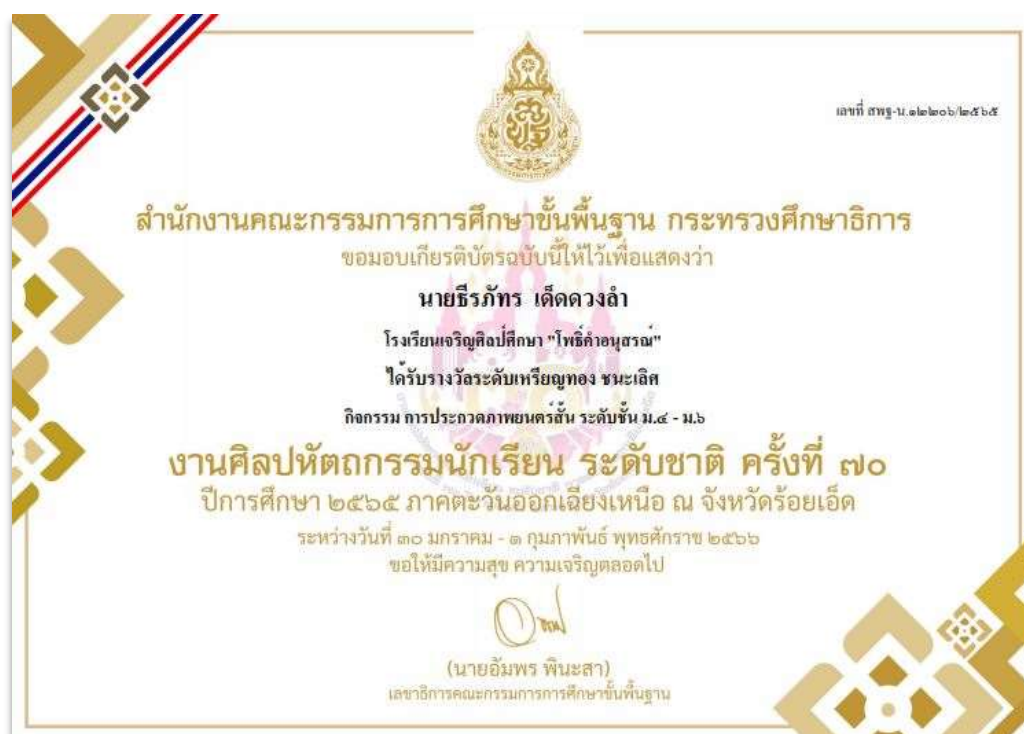 เลขที่ สพฐ-น.๑๒๒๐๖/๒๕๖๕
สำนักงานคณะกรรมการการศึกษาขั้นพื้นฐาน กระทรวงศึกษาธิการ
ขอมอบเกียรติบัตรฉบับนี้ให้ไว้เพื่อแสดงว่า
นายธีรภัทร เด็ดดวงลำ
โรงเรียนเจริญศิลป์ศึกษา "โพธิ์คำอนุสรณ์"
ได้รับรางวัลระดับเหรียญทอง ชนะเลิศ
กิจกรรม การประกวดภาพยนตร์สั้น ระดับชั้น ม.๔ - ม.๖
งานศิลปหัตถกรรมนักเรียน ระดับชาติ ครั้งที่ ๗๐
ปีการศึกษา ๒๕๖๕ ภาคตะวันออกเฉียงเหนือ ณ จังหวัดร้อยเอ็ด
ระหว่างวันที่ ๓๐ มกราคม - ๑ กุมภาพันธ์ พุทธศักราช ๒๕๖๖
ขอให้มีความสุข ความเจริญตลอดไป
(นายอัมพร พินะสา)
เลขาธิการคณะกรรมการการศึกษาขั้นพื้นฐาน